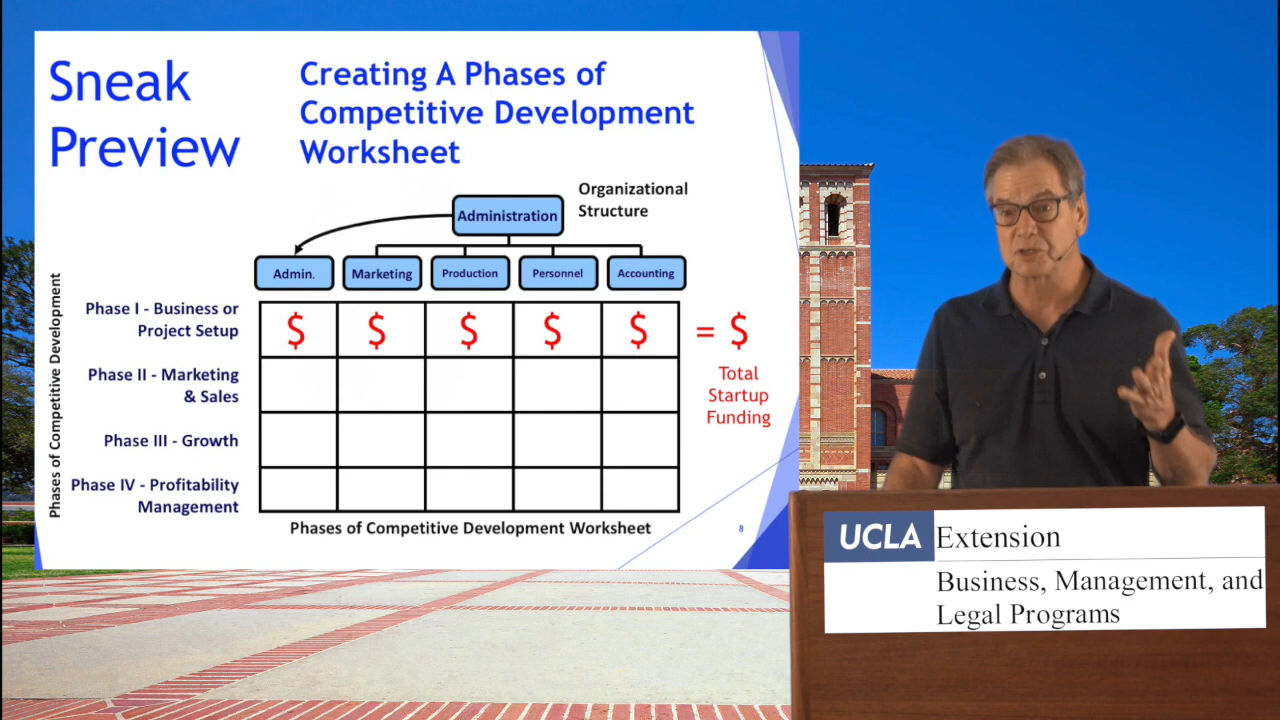 Sneak
Preview
Creating A Phases of
Competitive Development
Worksheet
Organizational
Structure
Administration
Admin.
Marketing
Production
Personnel
Accounting
Phases of Competitive Development
Phase I - Business or
Project Setup
$ $ $ $ $ = $
Total
Startup
Funding
Phase II - Marketing
& Sales
Phase III - Growth
Phase IV - Profitability
Management
Phases of Competitive Development Worksheet
8
UCLA Extension
Business, Management, and
Legal Programs